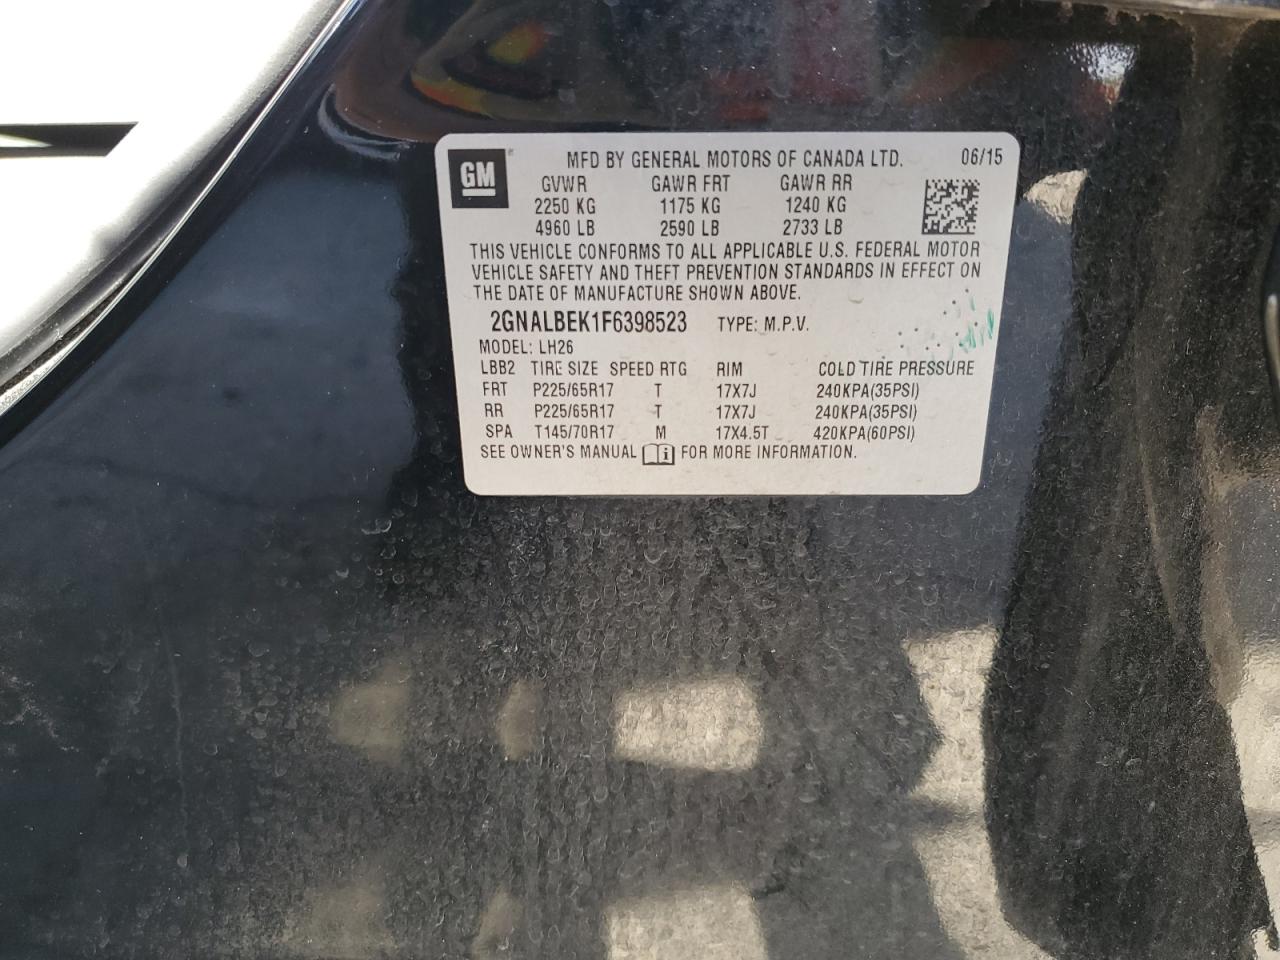 GM
MFD BY GENERAL MOTORS OF CANADA LTD. 06/15
GVWR GAWR FRT GAWR RR
2250 KG 1175 KG 1240 KG
4960 LB 2590 LB 2733 LB
THIS VEHICLE CONFORMS TO ALL APPLICABLE U.S. FEDERAL MOTOR
VEHICLE SAFETY AND THEFT PREVENTION STANDARDS IN EFFECT ON
THE DATE OF MANUFACTURE SHOWN ABOVE.
2GNALBEK1F6398523 TYPE: M.P.V.
MODEL: LH26
LBB2 TIRE SIZE SPEED RTG RIM COLD TIRE PRESSURE
FRT P225/65R17 T 17X7J 240KPA(35PSI)
RR P225/65R17 T 17X7J 240KPA(35PSI)
SPA T145/70R17 M 17X4.5T 420KPA(60PSI)
SEE OWNER'S MANUAL i FOR MORE INFORMATION.